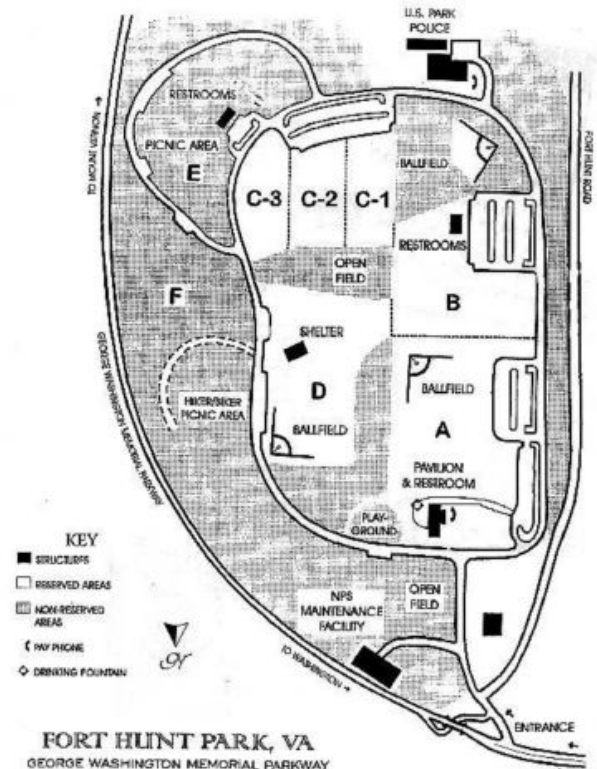 U.S. PARK
POLICE
RESTROOMS
PICNIC AREA
E
BALLFIELD
C-3
C-2
C-1
RESTROOMS
TO MOUNT VERNON
FORT HUNT ROAD
OPEN
FIELD
B
F
SHELTER
HIKER/BIKER
PICNIC AREA
D
BALLFIELD
BALLFIELD
A
GEORGE WASHINGTON MEMORIAL PARKWAY
PAVILION
& RESTROOM
PLAY-
GROUND
KEY
STRUCTURES
RESERVED AREAS
NON-RESERVED
AREAS
PAY PHONE
DRINKING FOUNTAIN
N
NPS
MAINTENANCE
FACILITY
OPEN
FIELD
TO WASHINGTON
ENTRANCE
FORT HUNT PARK, VA
GEORGE WASHINGTON MEMORIAL PARKWAY